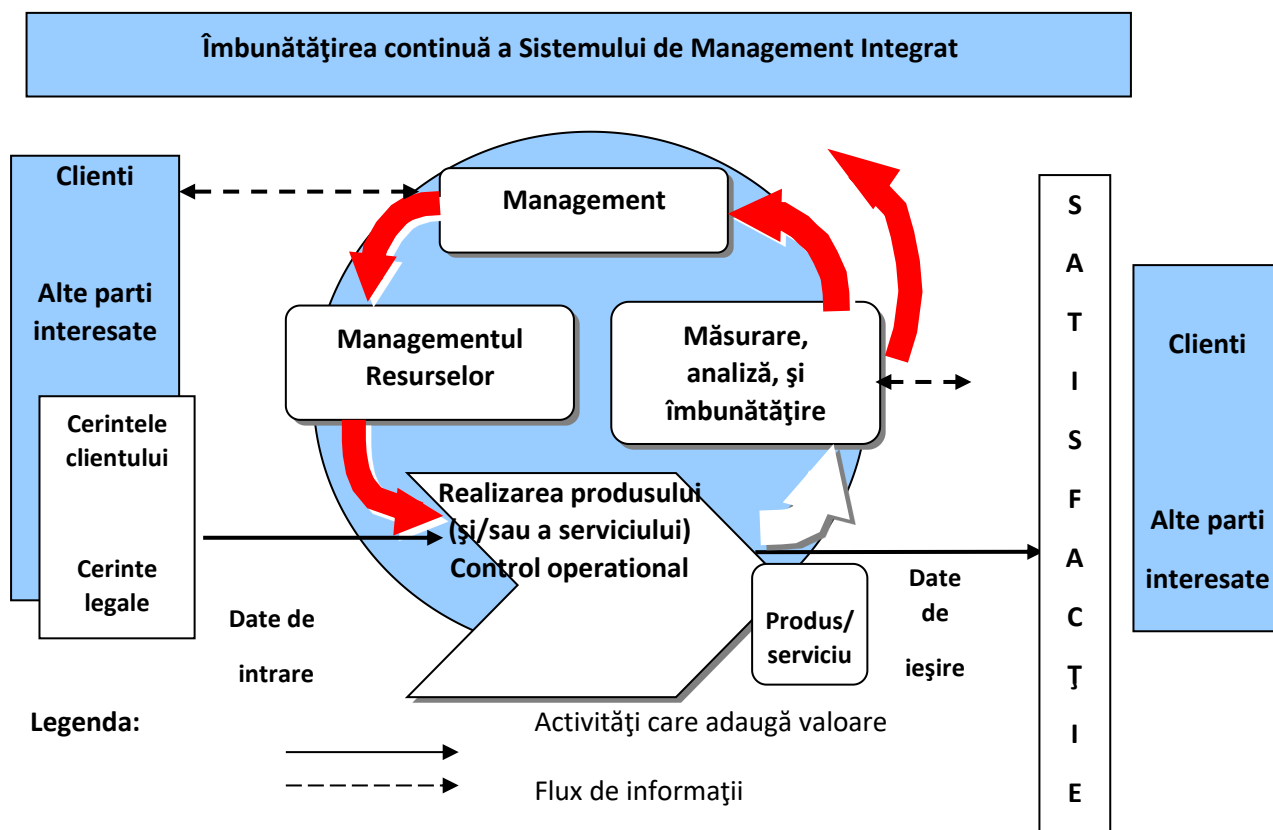 Îmbunătăţirea continuă a Sistemului de Management Integrat
Clienti
Alte parti
interesate
Cerintele
clientului
Cerinte
legale
Management
Managementul
Resurselor
Măsurare,
analiză, şi
îmbunătăţire
Realizarea produsului
(şi/sau a serviciului)
Control operational
Date de
intrare
Produs/
serviciu
Date
de
ieşire
S
A
T
I
S
F
A
C
Ţ
I
E
Clienti
Alte parti
interesate
Legenda:
Activităţi care adaugă valoare
Flux de informaţii